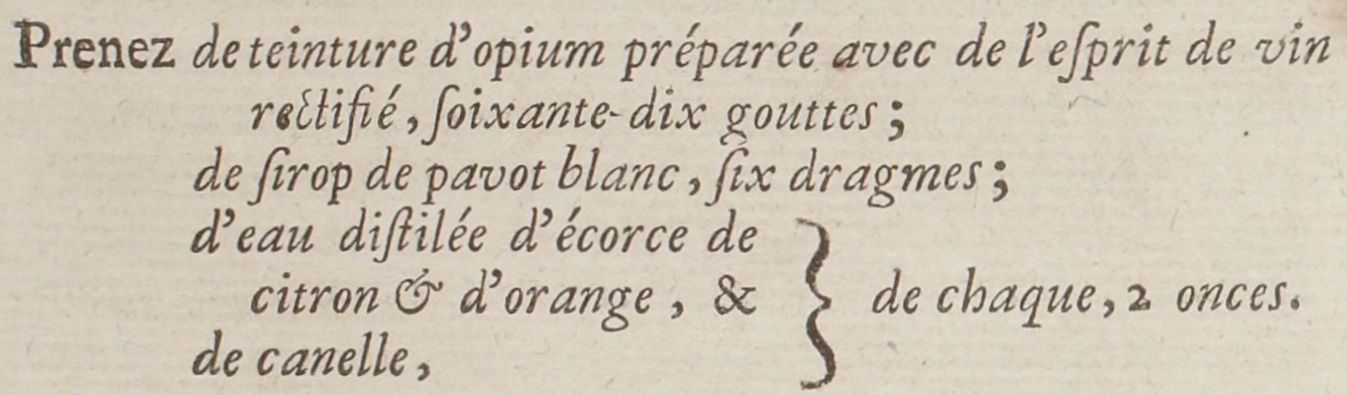 Prenez de teinture d'opium préparée avec de l'eſprit de vin
rectifié, ſoixante-dix gouttes;
de ſirop de pavot blanc, ſix dragmes;
d'eau diſtilée d'écorce de
citron & d'orange, &
de canelle,
} de chaque, 2 onces.